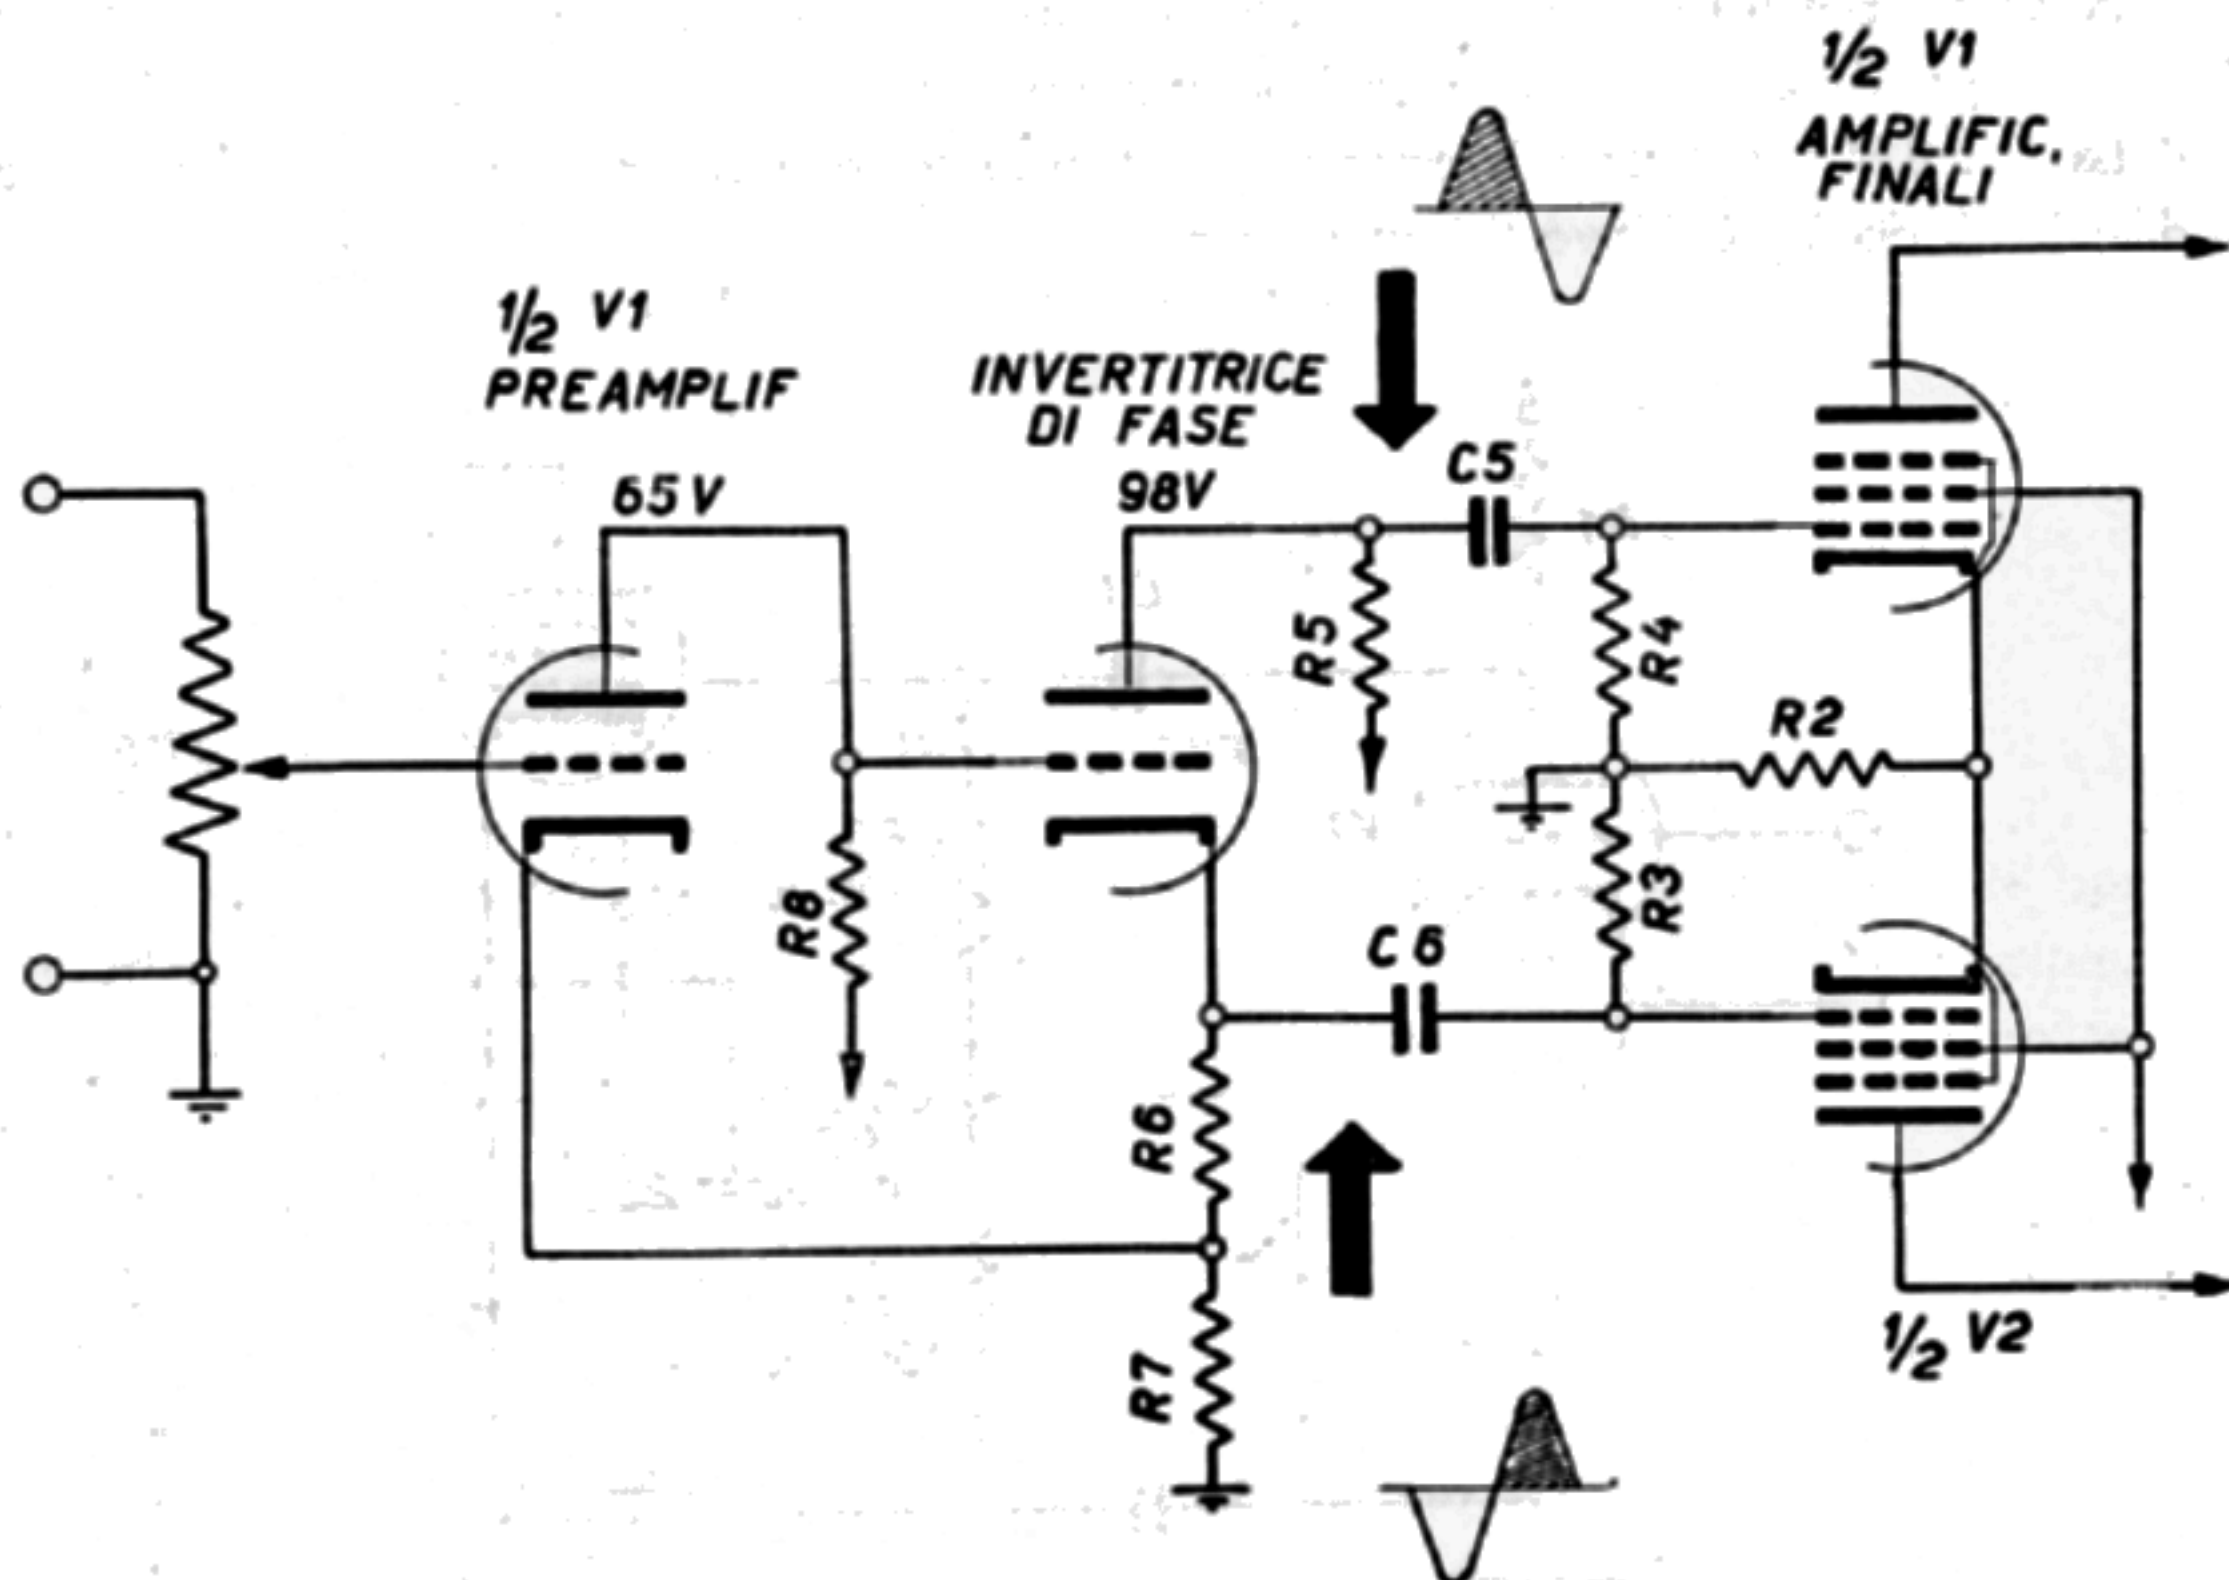 1/2 V1
AMPLIFIC.
FINALI
1/2 V1
PREAMPLIF
INVERTITRICE
DI FASE
65V
98V
C5
R5
R4
R2
R8
R3
C6
R6
R7
1/2 V2